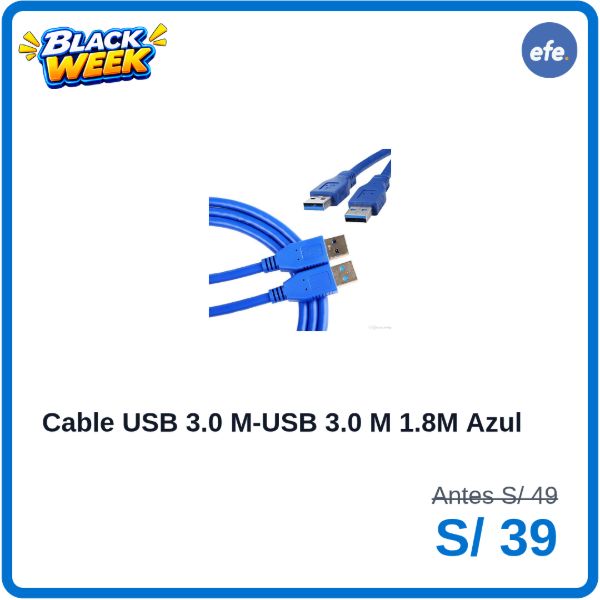 BLACK
WEEK
efe.
Cable USB 3.0 M-USB 3.0 M 1.8M Azul
Antes S/ 49
S/ 39